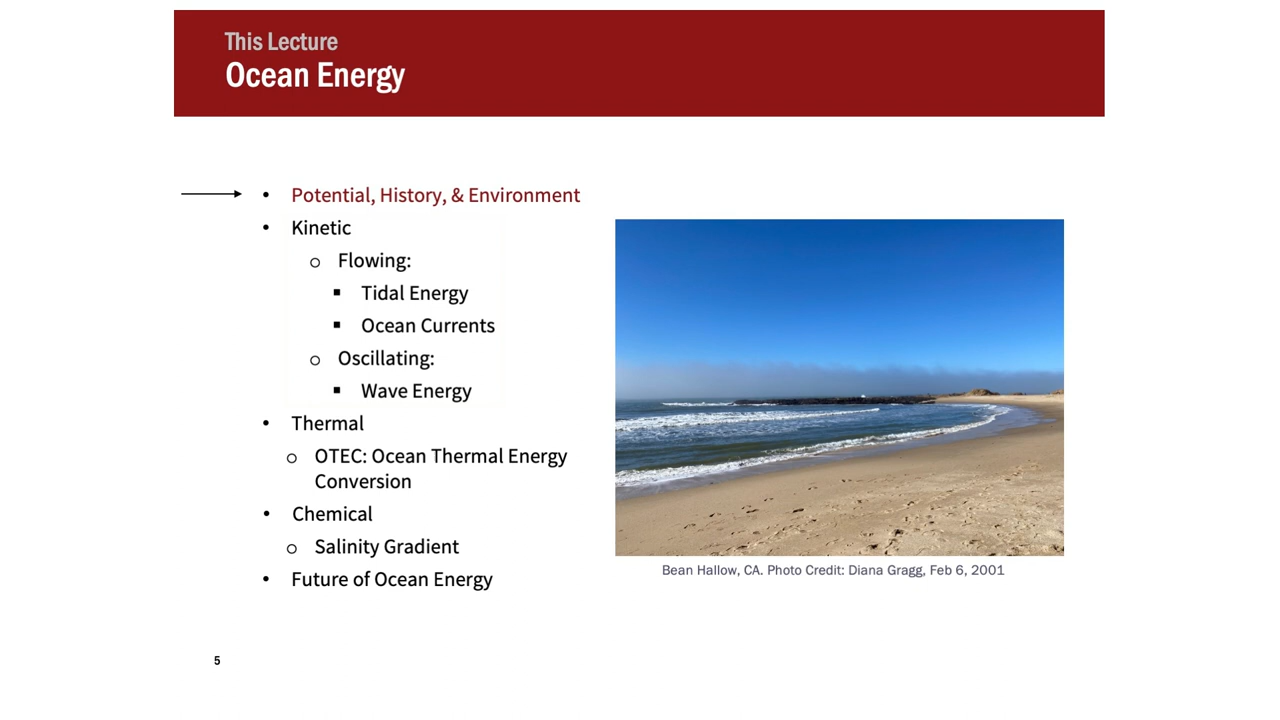 This Lecture
Ocean Energy
• Potential, History, & Environment
• Kinetic
o Flowing:
▪ Tidal Energy
▪ Ocean Currents
o Oscillating:
▪ Wave Energy
• Thermal
o OTEC: Ocean Thermal Energy
Conversion
• Chemical
o Salinity Gradient
• Future of Ocean Energy
Bean Hallow, CA. Photo Credit: Diana Gragg, Feb 6, 2001
5